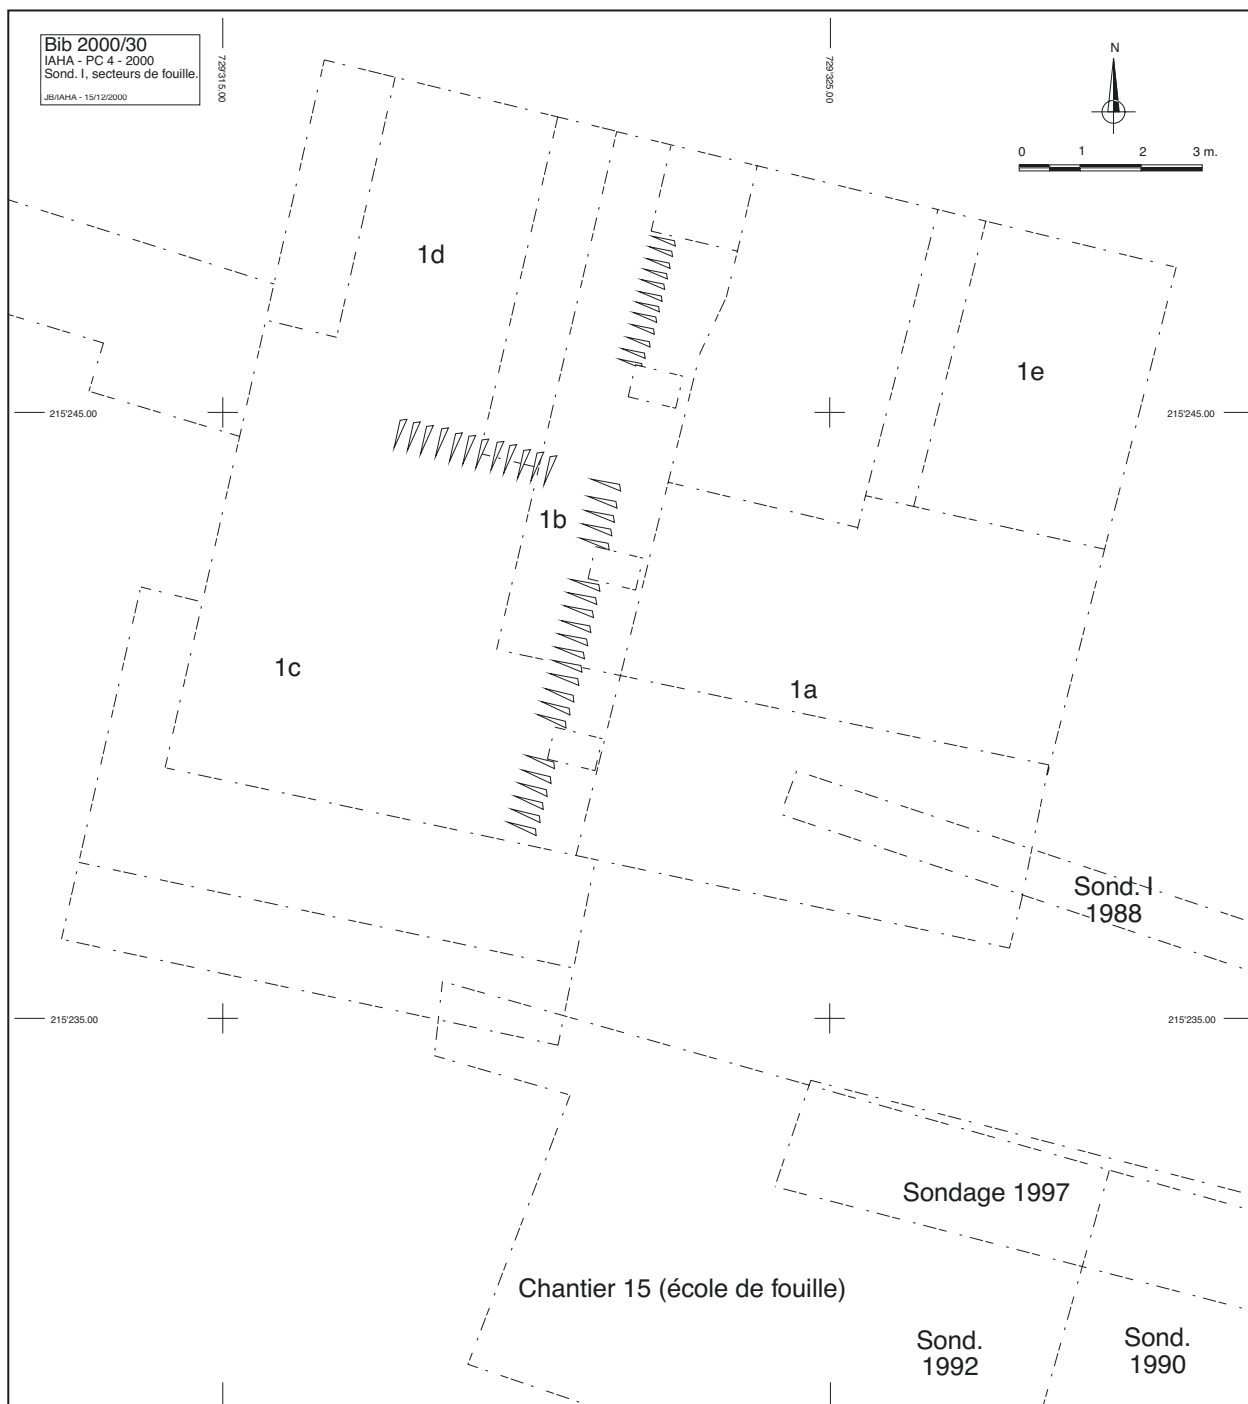 Bib 2000/30
IAHA - PC 4 - 2000
Sond. I, secteurs de fouille.
JB/IAHA - 15/12/2000
729'315.00
729'325.00
N
0 1 2 3 m.
1d
1e
215'245.00
215'245.00
1b
1c
1a
Sond. I
1988
215'235.00
215'235.00
Sondage 1997
Chantier 15 (école de fouille)
Sond.
1992
Sond.
1990